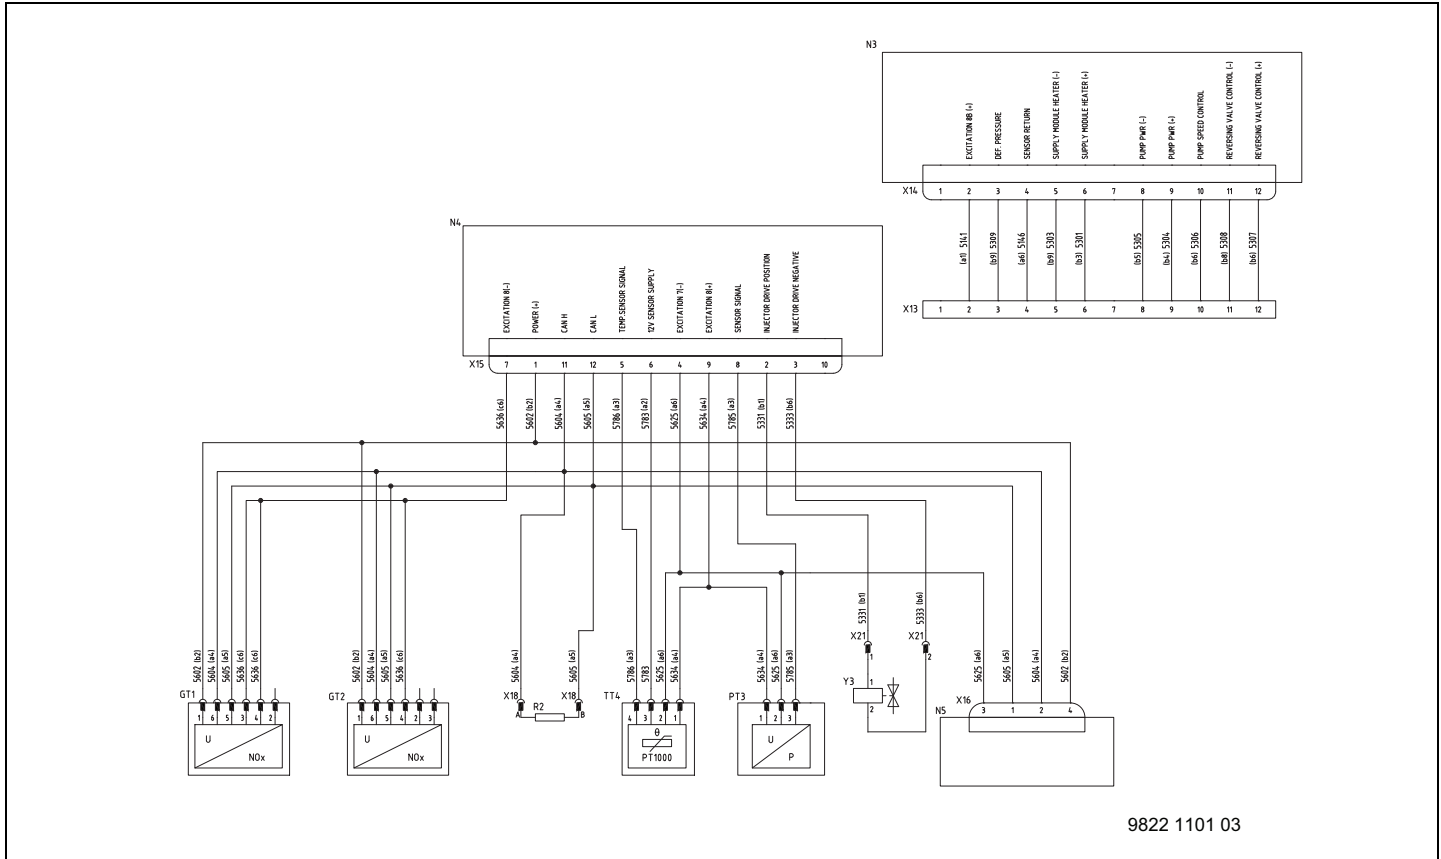 N3
EXCITATION 8B (+)
DEF. PRESSURE
SENSOR RETURN
SUPPLY MODULE HEATER (-)
SUPPLY MODULE HEATER (+)
PUMP PWR (-)
PUMP PWR (+)
PUMP SPEED CONTROL
REVERSING VALVE CONTROL (-)
REVERSING VALVE CONTROL (+)
X14 1 2 3 4 5 6 7 8 9 10 11 12
(a1) 5141
(b9) 5309
(a6) 5146
(b9) 5303
(b3) 5301
(b5) 5305
(b4) 5304
(b6) 5306
(b8) 5308
(b6) 5307
X13 1 2 3 4 5 6 7 8 9 10 11 12
N4
EXCITATION 8(-)
POWER (+)
CAN H
CAN L
TEMP.SENSOR SIGNAL
12V SENSOR SUPPLY
EXCITATION 7(-)
EXCITATION 8(+)
SENSOR SIGNAL
INJECTOR DRIVE POSITION
INJECTOR DRIVE NEGATIVE
X15 7 1 11 12 5 6 4 9 8 2 3 10
5636 (c6)
5602 (b2)
5604 (a4)
5605 (a5)
5786 (a3)
5783 (a2)
5625 (a6)
5634 (a4)
5785 (a3)
5331 (b1)
5333 (b6)
5602 (b2)
5604 (a4)
5605 (a5)
5636 (c6)
5636 (c6)
GT1
1 6 5 3 4 2
U
NOx
5602 (b2)
5604 (a4)
5605 (a5)
5636 (c6)
GT2
1 6 5 4 2 3
U
NOx
5604 (a4)
5605 (a5)
X18 X18
A R2 B
5786 (a3)
5783
5625 (a6)
5634 (a4)
TT4
4 3 2 1
θ
PT1000
5634 (a4)
5625 (a6)
5785 (a3)
PT3
1 2 3
U
P
5331 (b1)
5333 (b6)
X21 X21
1 2
Y3
1
2
5625 (a6)
5605 (a5)
5604 (a4)
5602 (b2)
X16
N5
3 1 2 4
9822 1101 03